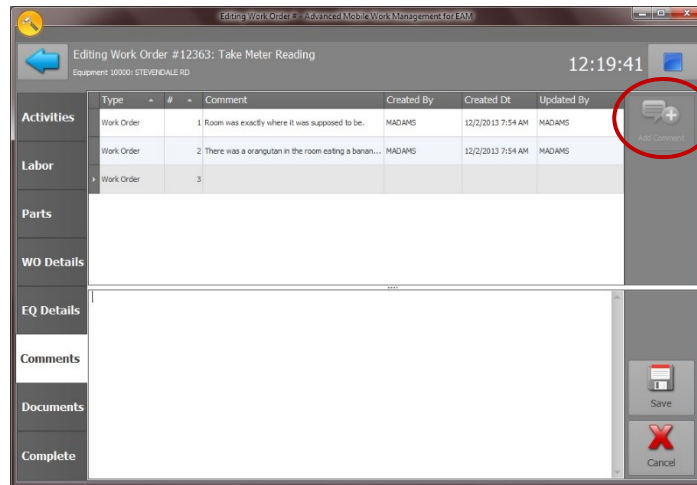 Editing Work Order # - Advanced Mobile Work Management for EAM
Editing Work Order #12363: Take Meter Reading
Equipment 10000: STEVENDALE RD
12:19:41
Type # Comment Created By Created Dt Updated By
Work Order 1 Room was exactly where it was supposed to be. MADAMS 12/2/2013 7:54 AM MADAMS
Work Order 2 There was a orangutan in the room eating a banan... MADAMS 12/2/2013 7:54 AM MADAMS
Work Order 3
Add Comment
Activities
Labor
Parts
WO Details
EQ Details
Comments
Documents
Complete
Save
Cancel